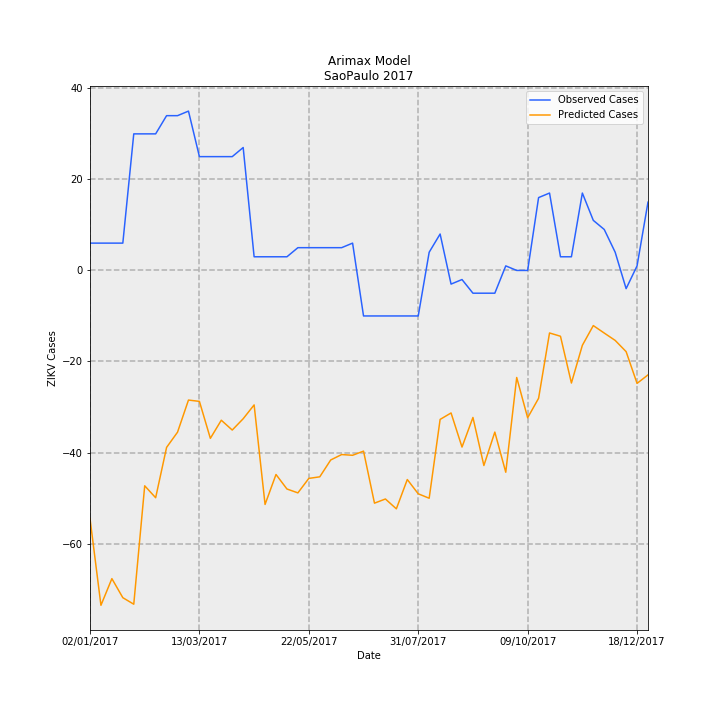 Arimax Model
SaoPaulo 2017
Observed Cases
Predicted Cases
40
20
0
−20
−40
−60
ZIKV Cases
02/01/2017 13/03/2017 22/05/2017 31/07/2017 09/10/2017 18/12/2017
Date